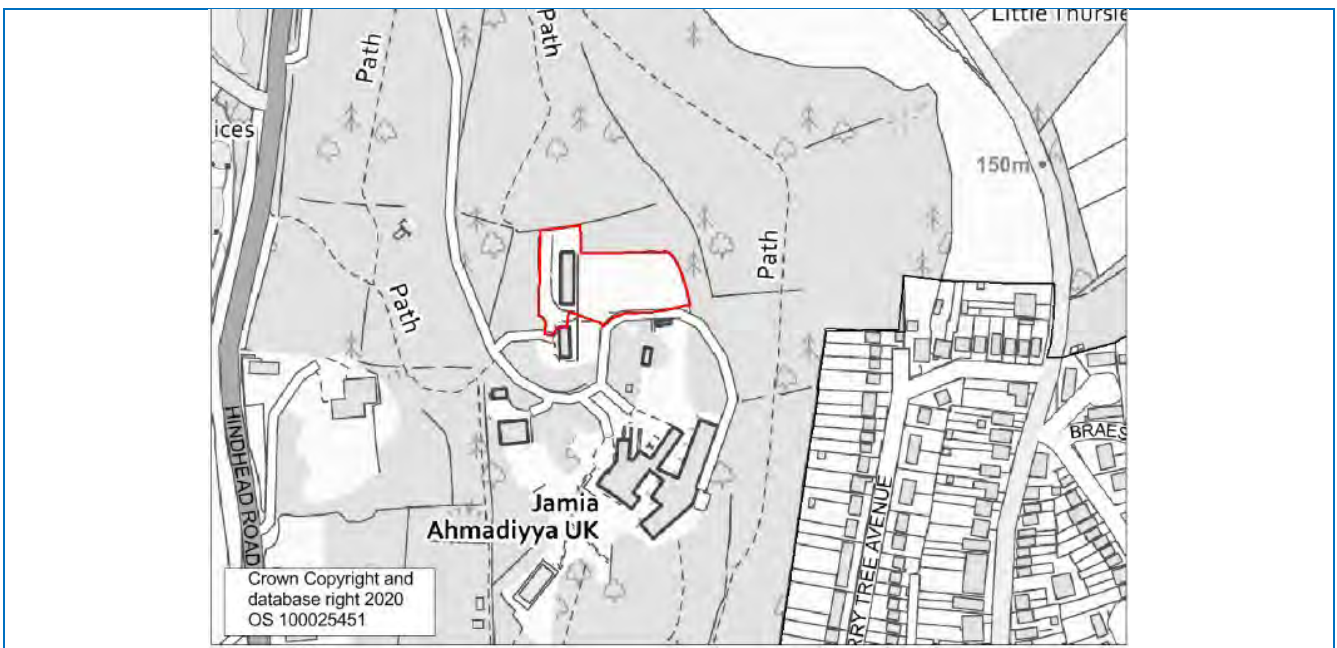 Little Thursle
Path
Path
ices
150m
Path
Path
HINDHEAD ROAD
BRAES
Jamia
Ahmadiyya UK
RRY TREE AVENUE
Crown Copyright and
database right 2020
OS 100025451